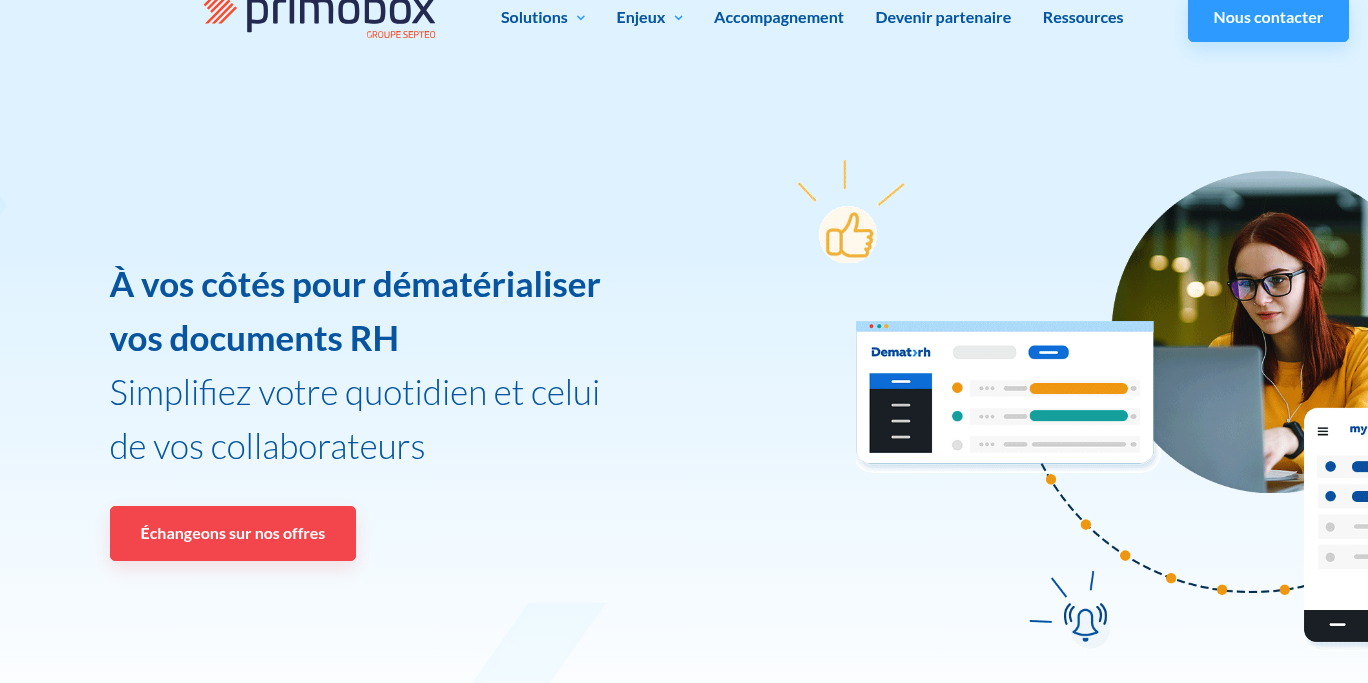 primobox
GROUPE SEPTEO
Solutions
Enjeux
Accompagnement
Devenir partenaire
Ressources
Nous contacter
À vos côtés pour dématérialiser
vos documents RH
Simplifiez votre quotidien et celui
de vos collaborateurs
Échangeons sur nos offres
Demat>rh
my